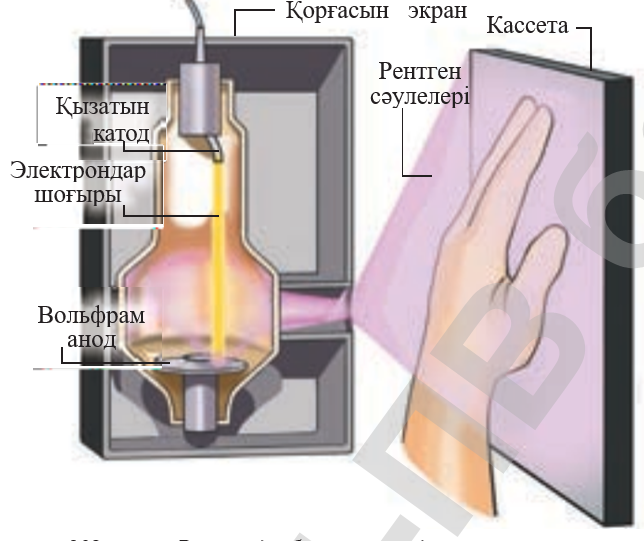 Қорғасын экран
Кассета
Рентген
сәулелері
Қызатын
катод
Электрондар
шоғыры
Вольфрам
анод